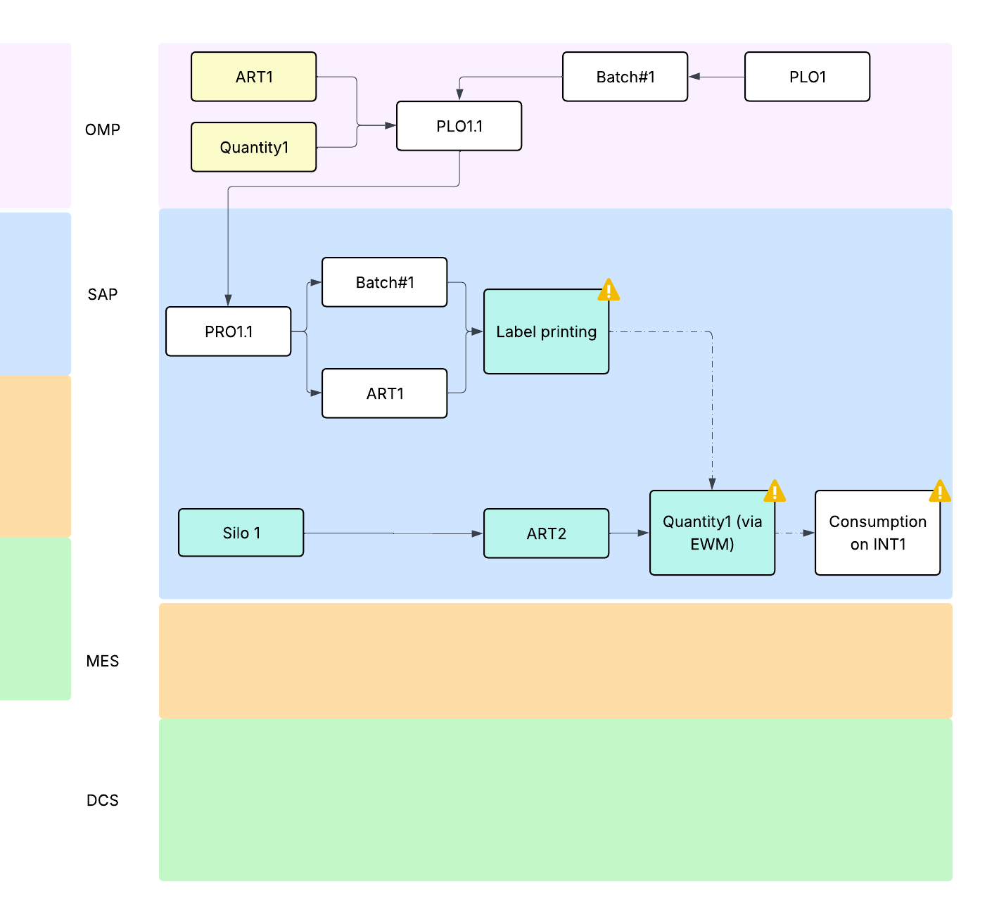 ART1
Batch#1
PLO1
OMP
PLO1.1
Quantity1
SAP
Batch#1
PRO1.1
Label printing
ART1
Silo 1
ART2
Quantity1 (via
EWM)
Consumption
on INT1
MES
DCS